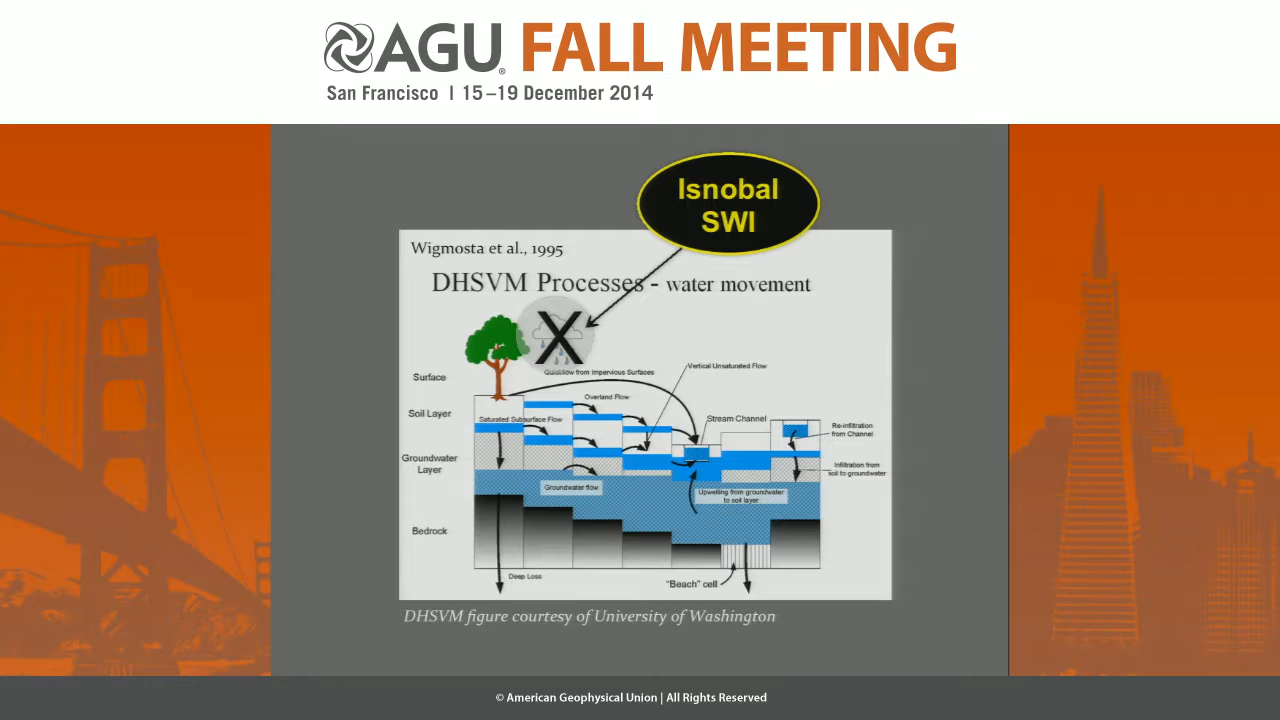 AGU® FALL MEETING
San Francisco | 15–19 December 2014
Isnobal
SWI
Wigmosta et al., 1995
DHSVM Processes - water movement
Quickflow from Impervious Surfaces
Vertical Unsaturated Flow
Surface
Overland Flow
Soil Layer
Saturated Subsurface Flow
Stream Channel
Re-infiltration
from Channel
Groundwater
Layer
Infiltration from
soil to groundwater
Groundwater flow
Upwelling from groundwater
to soil layer
Bedrock
Deep Loss
"Beach" cell
DHSVM figure courtesy of University of Washington
© American Geophysical Union | All Rights Reserved